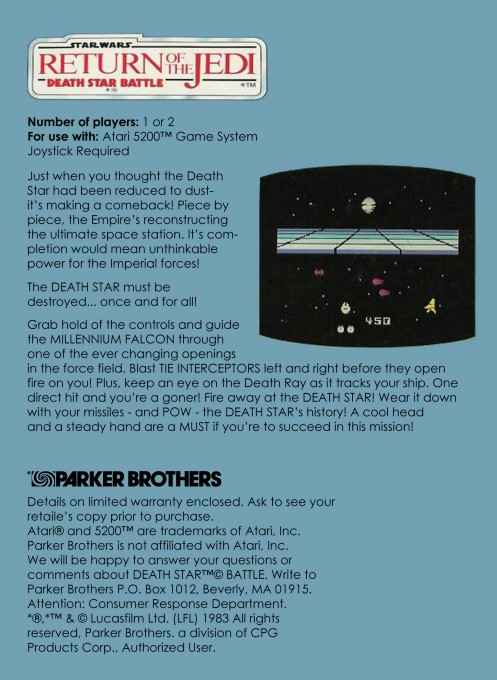 STAR WARS
RETURN OF THE JEDI
DEATH STAR BATTLE
*® *™
Number of players: 1 or 2
For use with: Atari 5200™ Game System
Joystick Required
Just when you thought the Death
Star had been reduced to dust-
it's making a comeback! Piece by
piece, the Empire's reconstructing
the ultimate space station. It's com-
pletion would mean unthinkable
power for the Imperial forces!
The DEATH STAR must be
destroyed... once and for all!
Grab hold of the controls and guide
the MILLENNIUM FALCON through
one of the ever changing openings
in the force field. Blast TIE INTERCEPTORS left and right before they open
fire on you! Plus, keep an eye on the Death Ray as it tracks your ship. One
direct hit and you're a goner! Fire away at the DEATH STAR! Wear it down
with your missiles - and POW - the DEATH STAR's history! A cool head
and a steady hand are a MUST if you're to succeed in this mission!
450
PARKER BROTHERS
Details on limited warranty enclosed. Ask to see your
retaile's copy prior to purchase.
Atari® and 5200™ are trademarks of Atari, Inc.
Parker Brothers is not affiliated with Atari, Inc.
We will be happy to answer your questions or
comments about DEATH STAR™© BATTLE. Write to
Parker Brothers P.O. Box 1012, Beverly, MA 01915.
Attention: Consumer Response Department.
*®,*™ & © Lucasfilm Ltd. (LFL) 1983 All rights
reserved, Parker Brothers. a division of CPG
Products Corp., Authorized User.